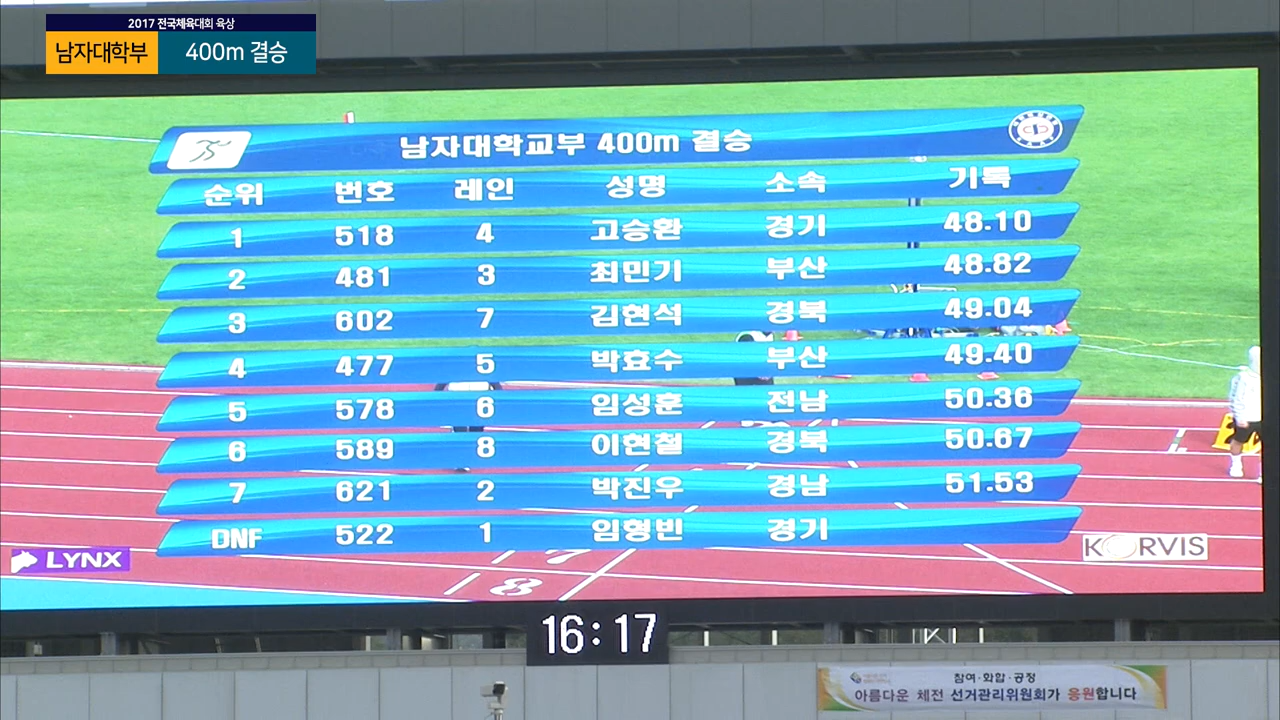 2017 전국체육대회 육상
남자대학부 400m 결승
남자대학교부 400m 결승
순위 번호 레인 성명 소속 기록
1 518 4 고승환 경기 48.10
2 481 3 최민기 부산 48.82
3 602 7 김현석 경북 49.04
4 477 5 박효수 부산 49.40
5 578 6 임성훈 전남 50.36
6 589 8 이현철 경북 50.67
7 621 2 박진우 경남 51.53
DNF 522 1 임형빈 경기
LYNX
KORVIS
7
8
16:17
참여·화합·공정
아름다운 체전 선거관리위원회가 응원합니다